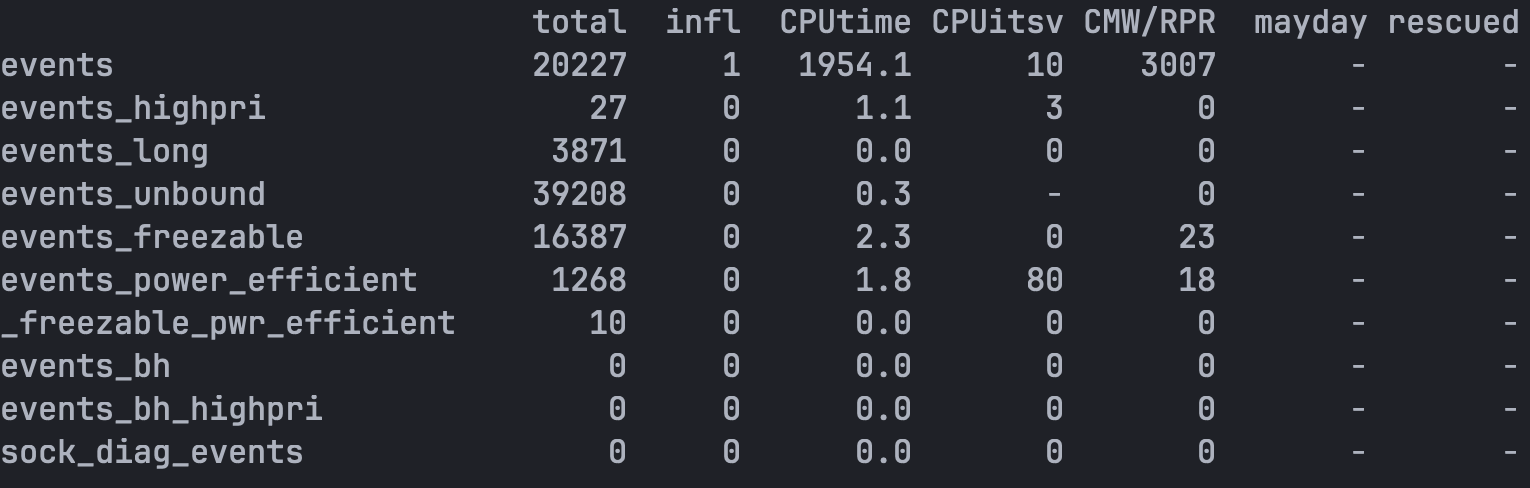 total infl CPUtime CPUitsv CMW/RPR mayday rescued
events 20227 1 1954.1 10 3007 - -
events_highpri 27 0 1.1 3 0 - -
events_long 3871 0 0.0 0 0 - -
events_unbound 39208 0 0.3 - 0 - -
events_freezable 16387 0 2.3 0 23 - -
events_power_efficient 1268 0 1.8 80 18 - -
_freezable_pwr_efficient 10 0 0.0 0 0 - -
events_bh 0 0 0.0 0 0 - -
events_bh_highpri 0 0 0.0 0 0 - -
sock_diag_events 0 0 0.0 0 0 - -